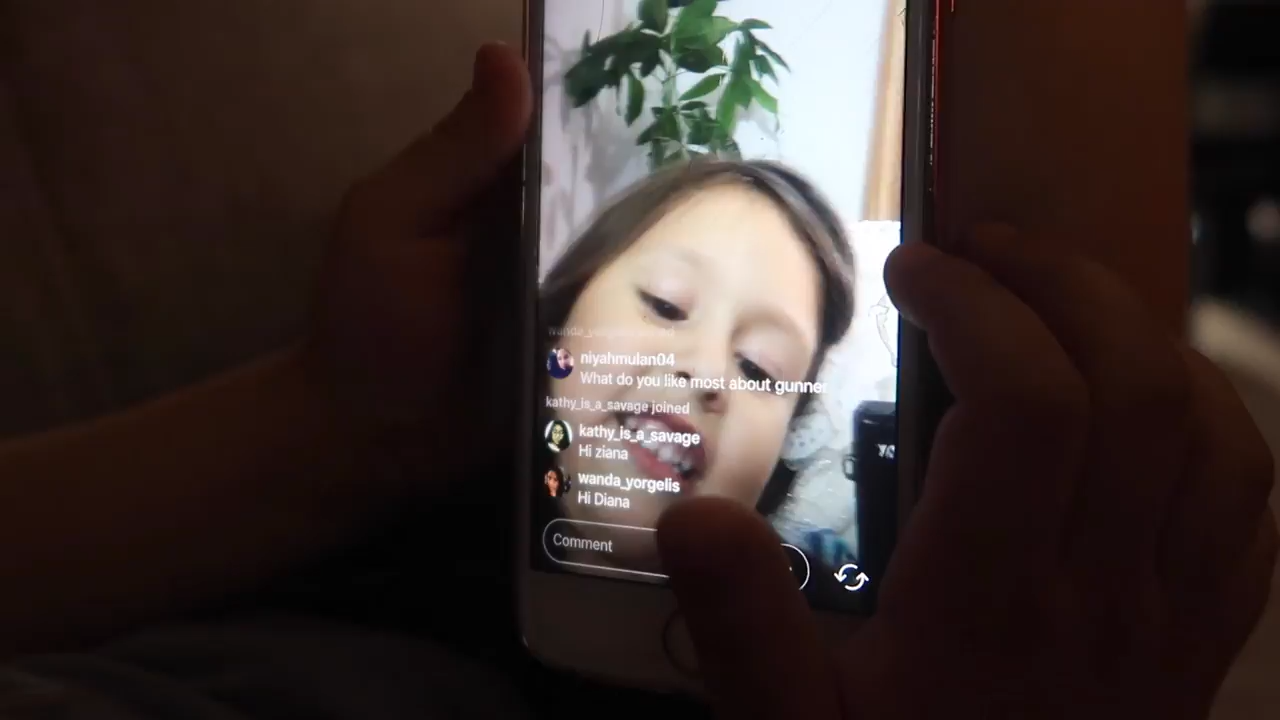 niyahmulan04
What do you like most about gunner
kathy_is_a_savage joined
kathy_is_a_savage
Hi ziana
wanda_yorgelis
Hi Diana
Comment